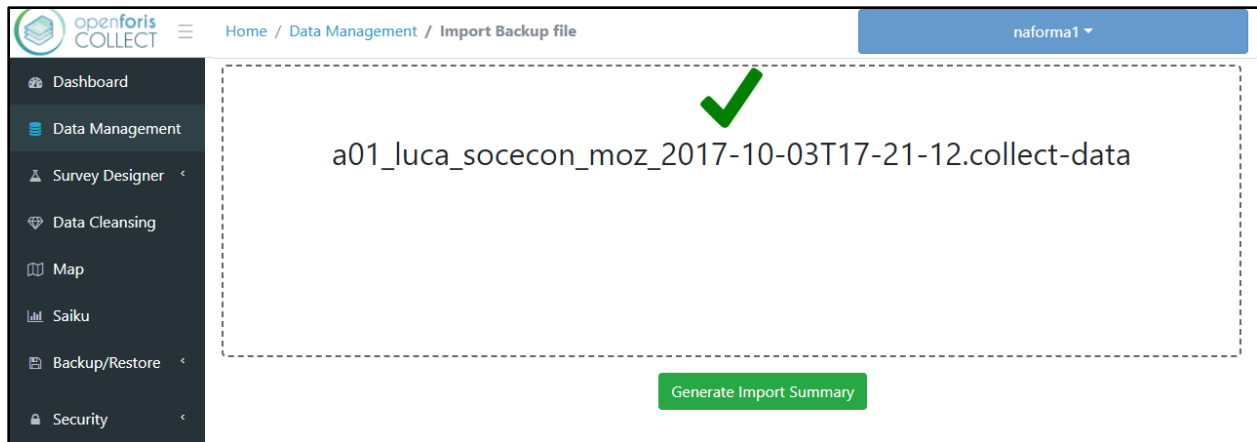 openforis
COLLECT
Home / Data Management / Import Backup file
naforma1
Dashboard
Data Management
Survey Designer
Data Cleansing
Map
Saiku
Backup/Restore
Security
a01_luca_socecon_moz_2017-10-03T17-21-12.collect-data
Generate Import Summary